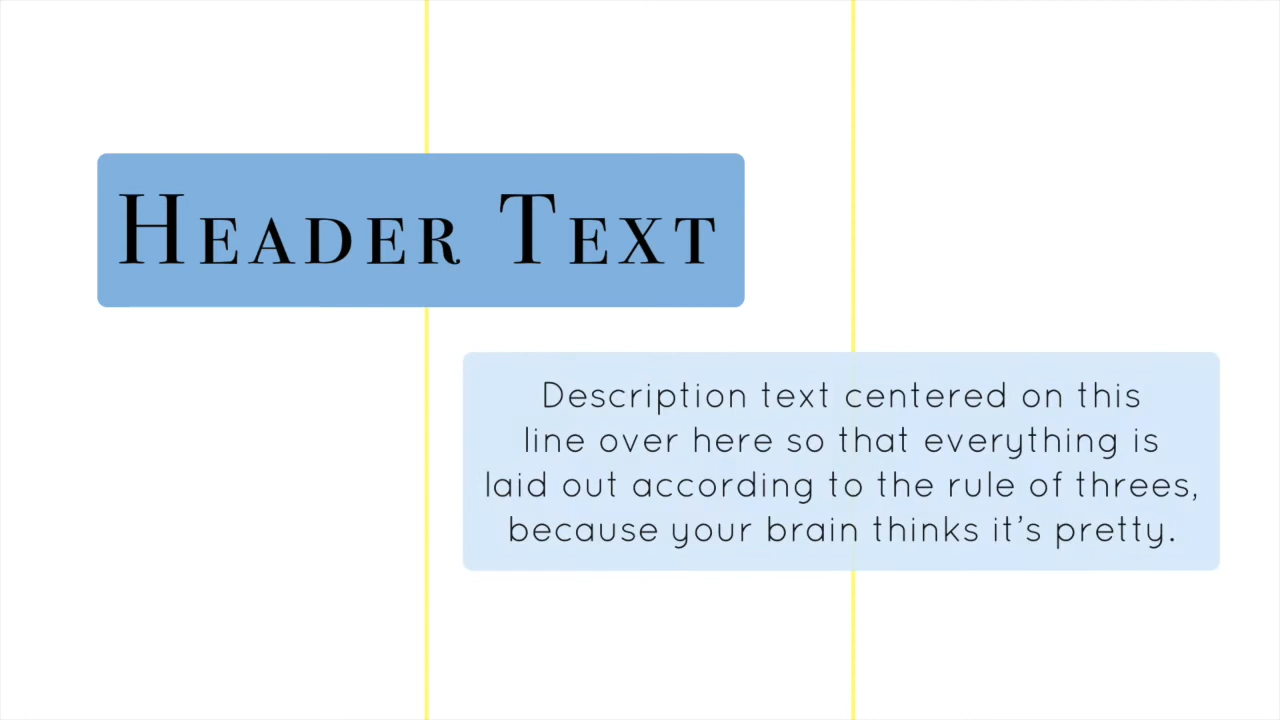 Header Text
Description text centered on this
line over here so that everything is
laid out according to the rule of threes,
because your brain thinks it’s pretty.